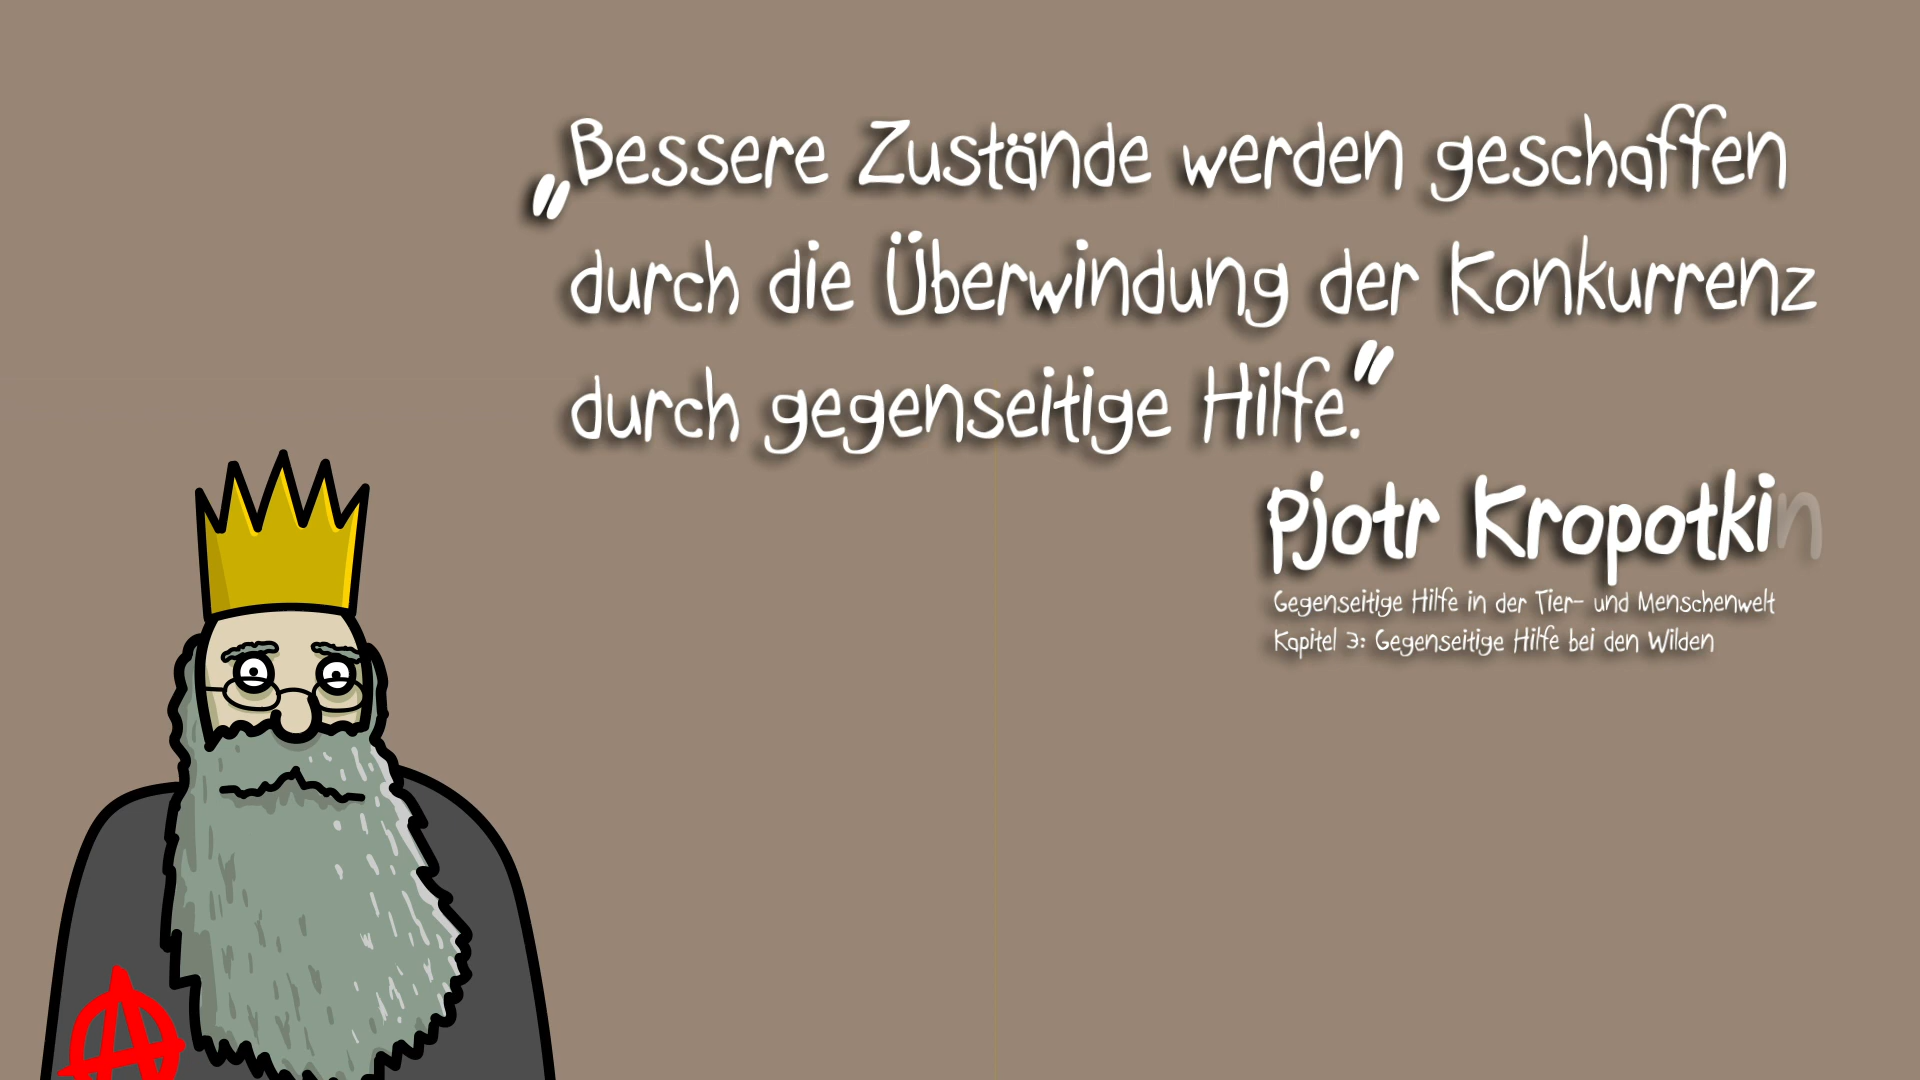 „Bessere Zustände werden geschaffen
durch die Überwindung der Konkurrenz
durch gegenseitige Hilfe.”
Pjotr Kropotkin
Gegenseitige Hilfe in der Tier- und Menschenwelt
Kapitel 3: Gegenseitige Hilfe bei den Wilden